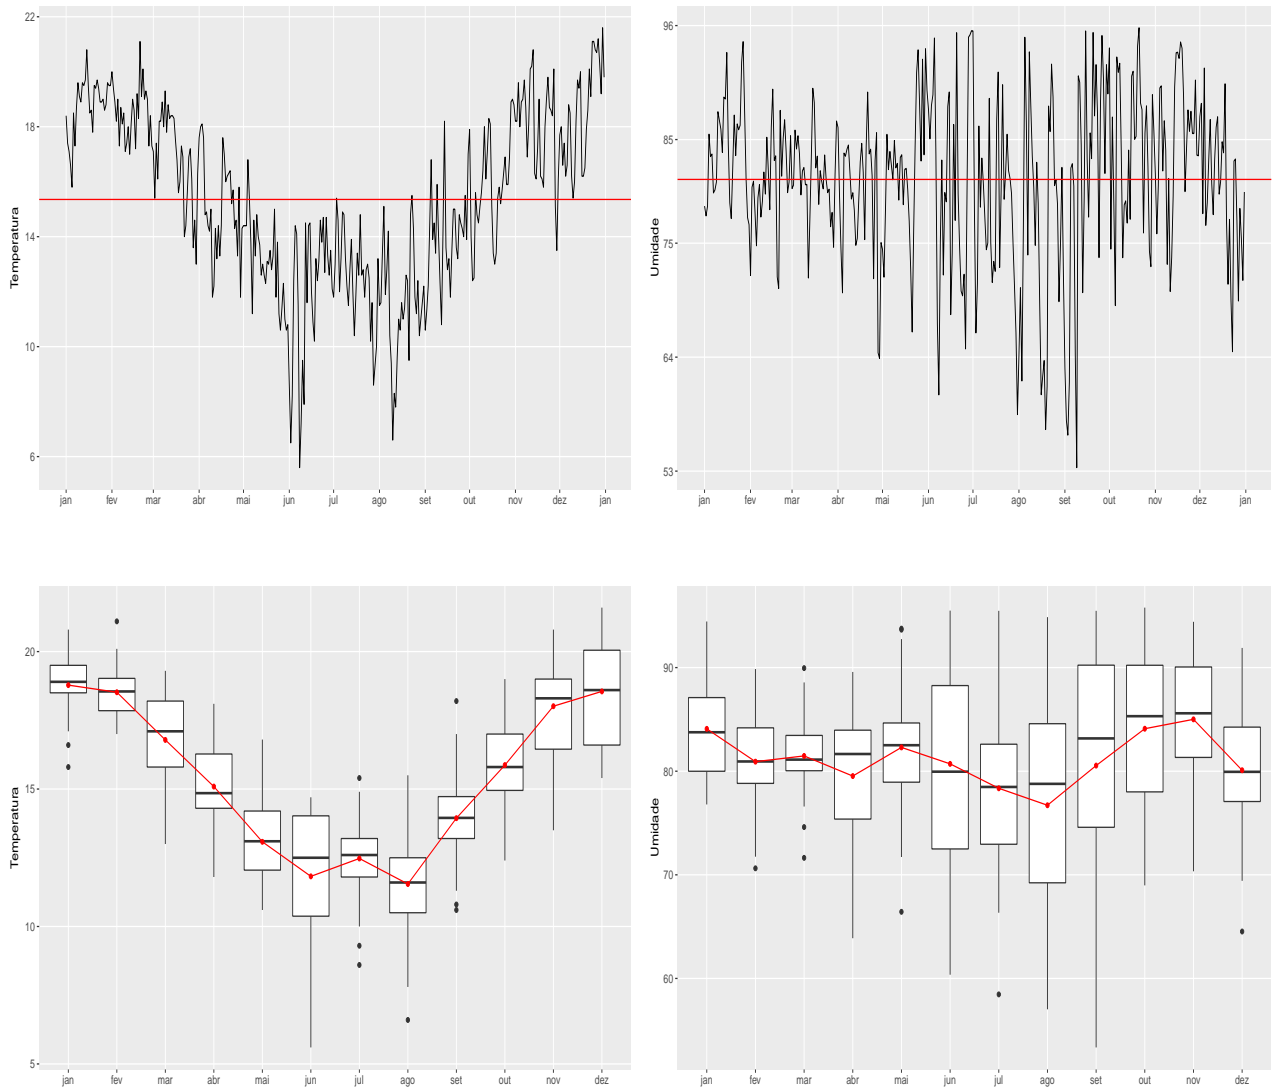 Temperatura
22
18
14
10
6
jan fev mar abr mai jun jul ago set out nov dez jan
Umidade
96
85
75
64
53
jan fev mar abr mai jun jul ago set out nov dez jan
Temperatura
20
15
10
5
jan fev mar abr mai jun jul ago set out nov dez
Umidade
90
80
70
60
jan fev mar abr mai jun jul ago set out nov dez